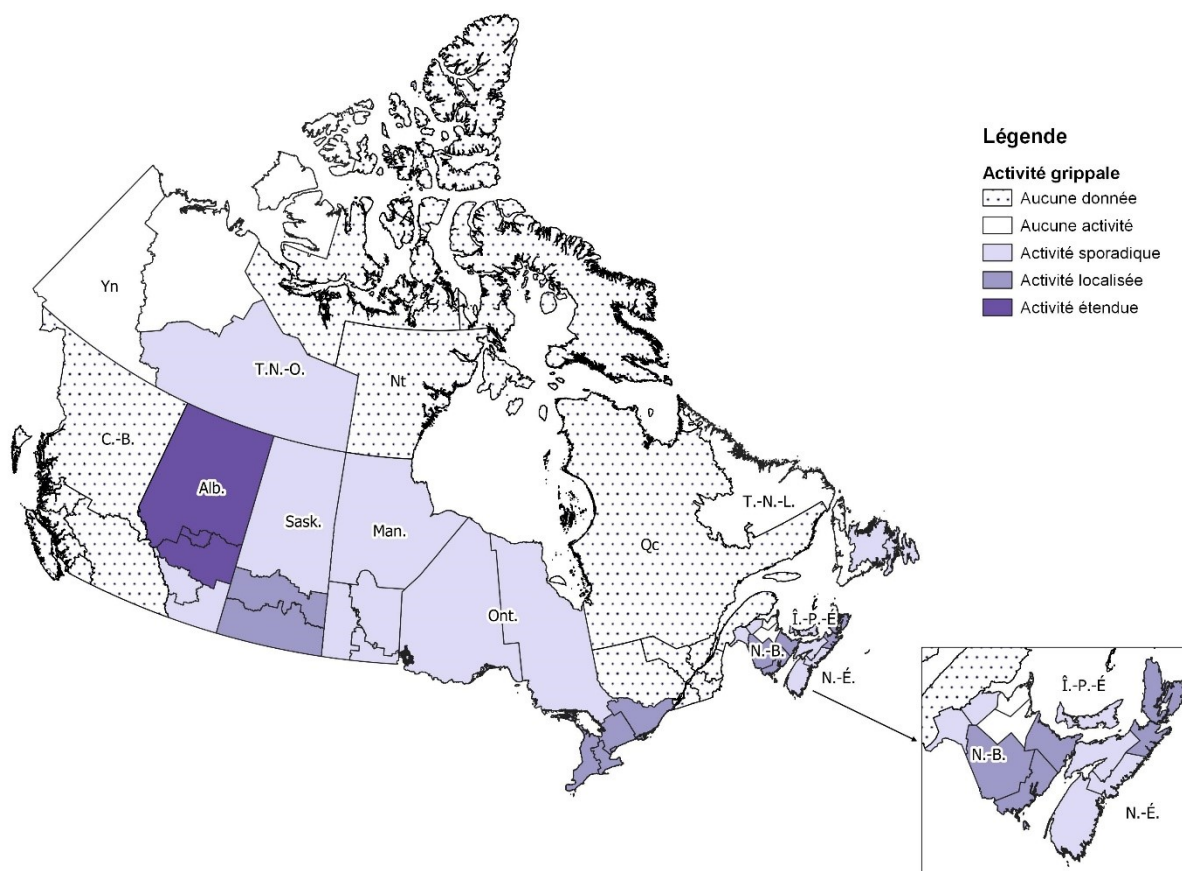 Légende
Activité grippale
Aucune donnée
Aucune activité
Activité sporadique
Activité localisée
Activité étendue
Yn
T.N.-O.
Nt
C.-B.
Alb.
Sask.
Man.
Ont.
Qc
T.-N.-L.
Î.-P.-É
N.-B.
N.-É.
Î.-P.-É
N.-B.
N.-É.